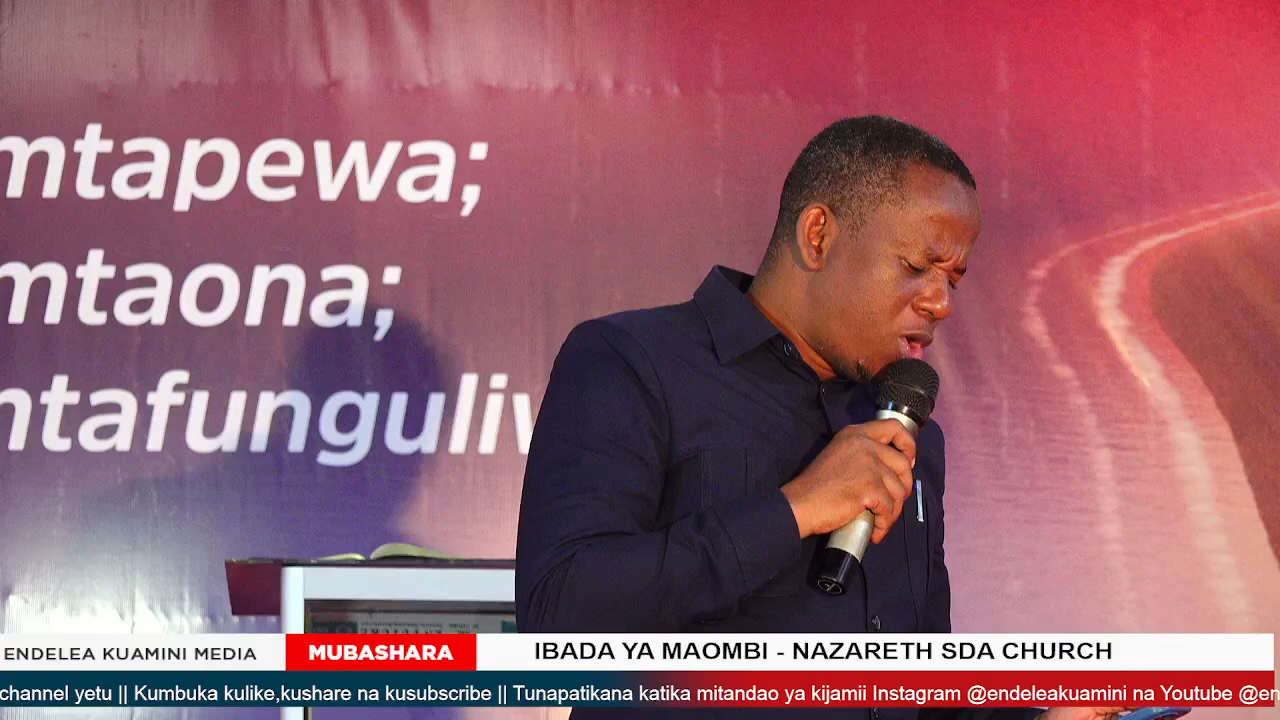 mtapewa;
mtaona;
ntafunguliw
ENDELEA KUAMINI MEDIA
MUBASHARA
IBADA YA MAOMBI - NAZARETH SDA CHURCH
channel yetu || Kumbuka kulike,kushare na kusubscribe || Tunapatikana katika mitandao ya kijamii Instagram @endeleakuamini na Youtube @en